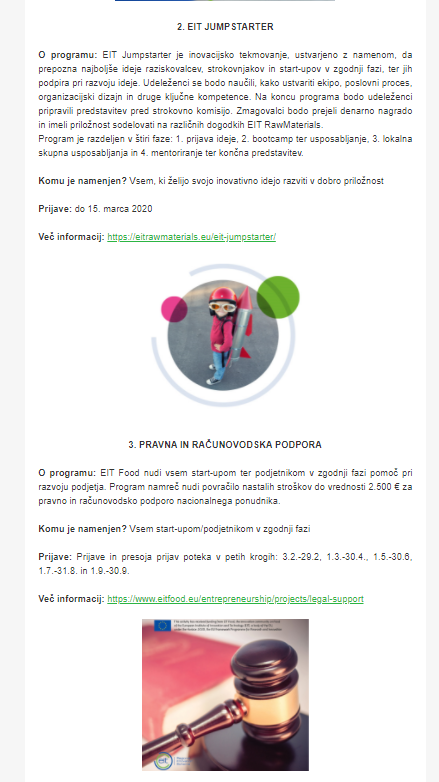 2. EIT JUMPSTARTER
O programu: EIT Jumpstarter je inovacijsko tekmovanje, ustvarjeno z namenom, da
prepozna najboljše ideje raziskovalcev, strokovnjakov in start-upov v zgodnji fazi, ter jih
podpira pri razvoju ideje. Udeleženci se bodo naučili, kako ustvariti ekipo, poslovni proces,
organizacijski dizajn in druge ključne kompetence. Na koncu programa bodo udeleženci
pripravili predstavitev pred strokovno komisijo. Zmagovalci bodo prejeli denarno nagrado
in imeli priložnost sodelovati na različnih dogodkih EIT RawMaterials.
Program je razdeljen v štiri faze: 1. prijava ideje, 2. bootcamp ter usposabljanje, 3. lokalna
skupna usposabljanja in 4. mentoriranje ter končna predstavitev.
Komu je namenjen? Vsem, ki želijo svojo inovativno idejo razviti v dobro priložnost
Prijave: do 15. marca 2020
Več informacij: https://eitrawmaterials.eu/eit-jumpstarter/
3. PRAVNA IN RAČUNOVODSKA PODPORA
O programu: EIT Food nudi vsem start-upom ter podjetnikom v zgodnji fazi pomoč pri
razvoju podjetja. Program namreč nudi povračilo nastalih stroškov do vrednosti 2.500 € za
pravno in računovodsko podporo nacionalnega ponudnika.
Komu je namenjen? Vsem start-upom/podjetnikom v zgodnji fazi
Prijave: Prijave in presoja prijav poteka v petih krogih: 3.2.-29.2, 1.3.-30.4., 1.5.-30.6,
1.7.-31.8. in 1.9.-30.9.
Več informacij: https://www.eitfood.eu/entrepreneurship/projects/legal-support
eit